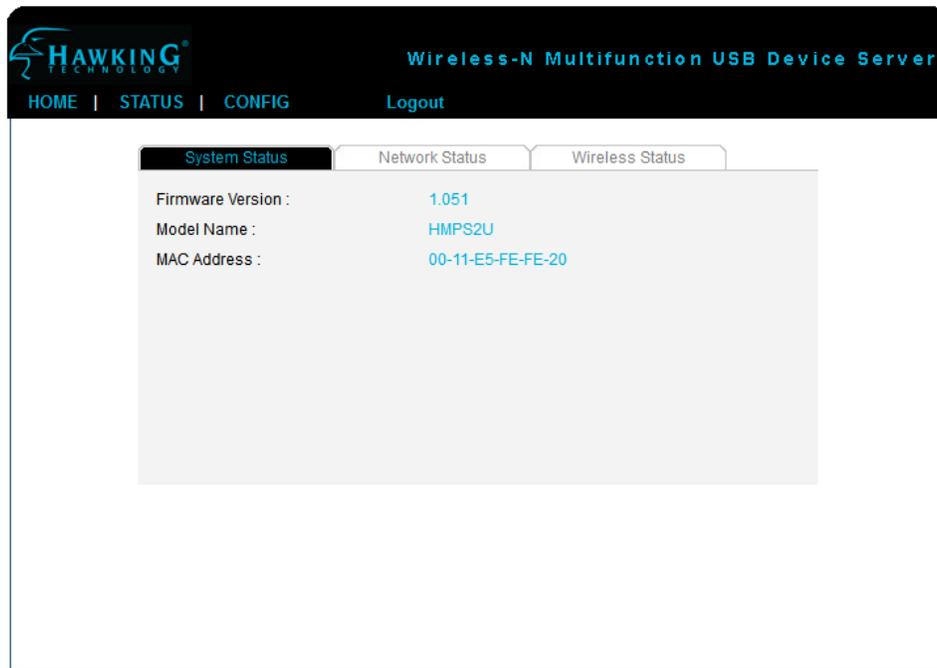 HAWKING®
TECHNOLOGY
Wireless-N Multifunction USB Device Server
HOME | STATUS | CONFIG Logout
System Status Network Status Wireless Status
Firmware Version : 1.051
Model Name : HMPS2U
MAC Address : 00-11-E5-FE-FE-20